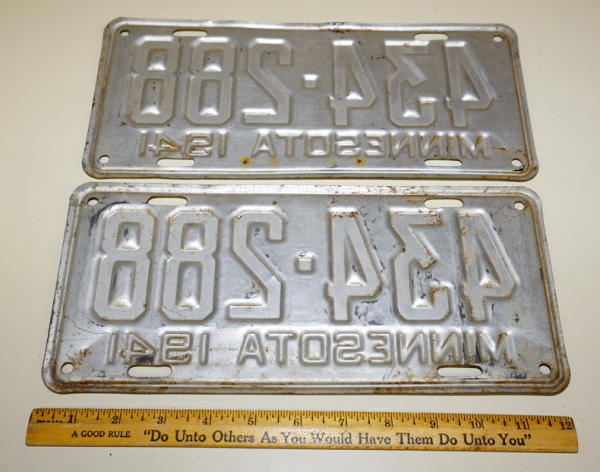 434·288
MINNESOTA 1941
434·288
MINNESOTA 1941
1 2 3 4 5 6 7 8 9 10 11 12
A GOOD RULE "Do Unto Others As You Would Have Them Do Unto You"